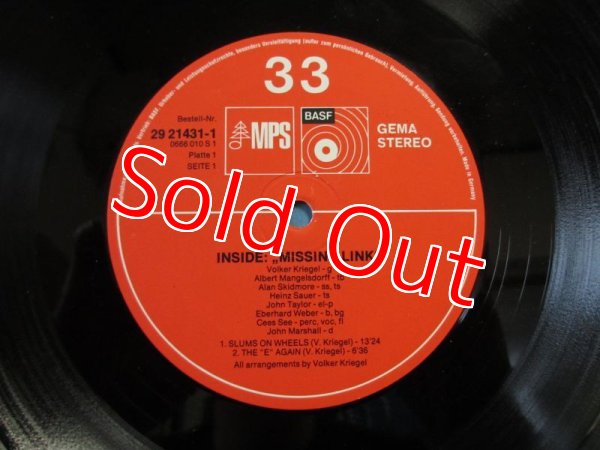 33
Bestell-Nr.
29 21431-1
0666 010 S 1
Platte 1
SEITE 1
MPS
BASF
GEMA
STEREO
Sold Out
INSIDE: „MISSING LINK
Volker Kriegel - g
Albert Mangelsdorff - tb
Alan Skidmore - ss, ts
Heinz Sauer - ts
John Taylor - el-p
Eberhard Weber - b, bg
Cees See - perc, voc, fl
John Marshall - d
1. SLUMS ON WHEELS (V. Kriegel) - 13'24
2. THE "E" AGAIN (V. Kriegel) - 6'36
All arrangements by Volker Kriegel